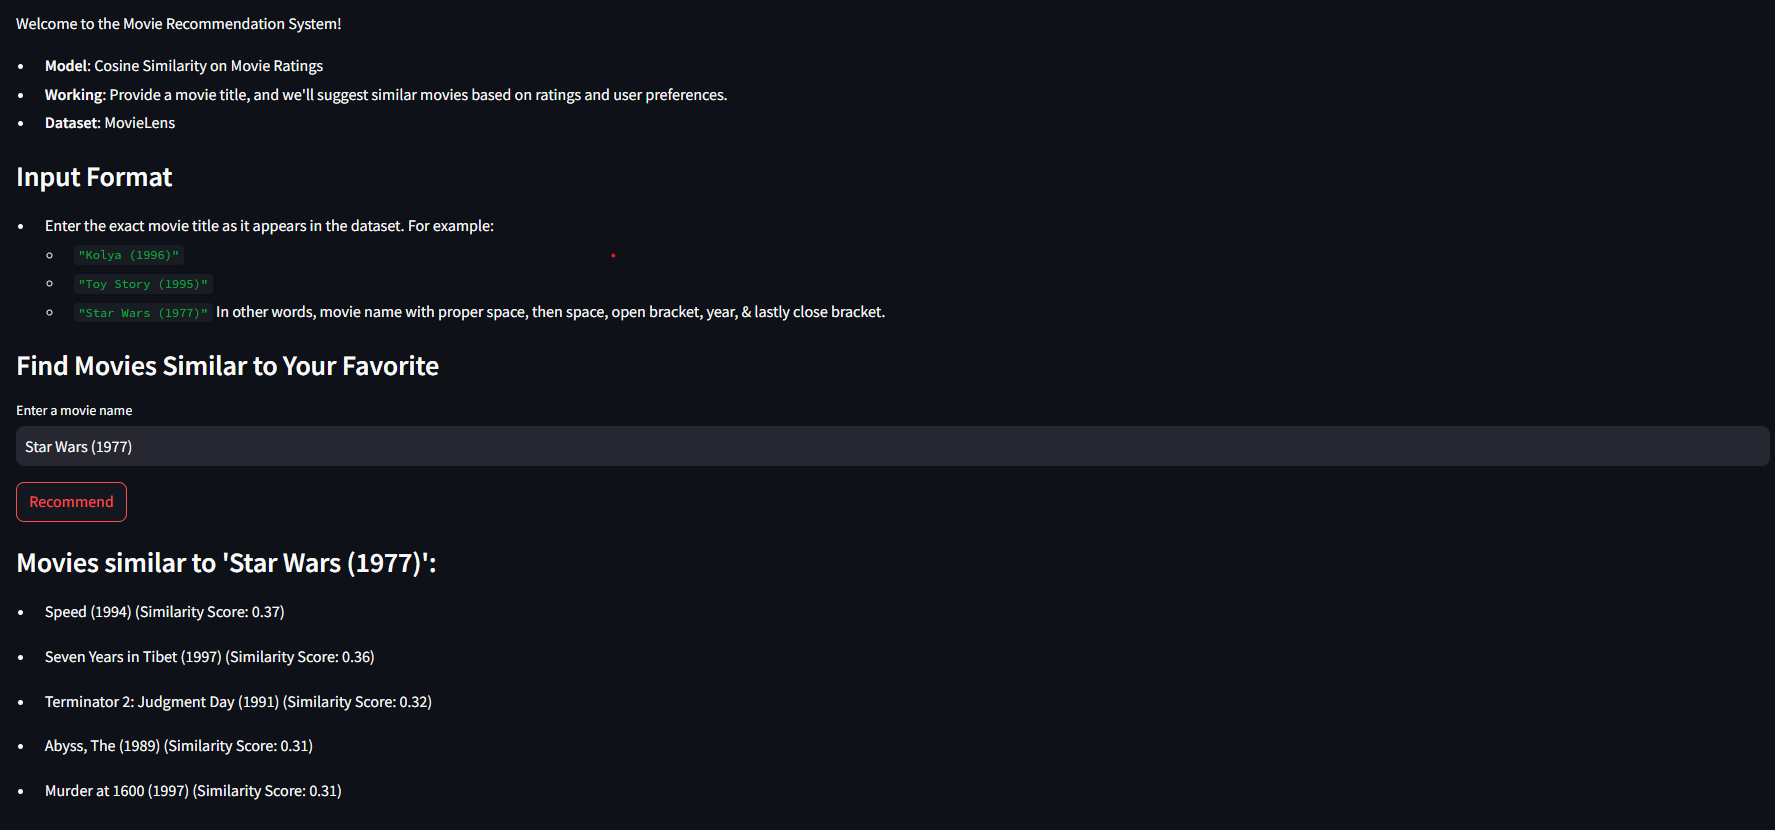 Welcome to the Movie Recommendation System!
• Model: Cosine Similarity on Movie Ratings
• Working: Provide a movie title, and we'll suggest similar movies based on ratings and user preferences.
• Dataset: MovieLens
Input Format
• Enter the exact movie title as it appears in the dataset. For example:
◦ "Kolya (1996)"
◦ "Toy Story (1995)"
◦ "Star Wars (1977)" In other words, movie name with proper space, then space, open bracket, year, & lastly close bracket.
Find Movies Similar to Your Favorite
Enter a movie name
Star Wars (1977)
Recommend
Movies similar to 'Star Wars (1977)':
• Speed (1994) (Similarity Score: 0.37)
• Seven Years in Tibet (1997) (Similarity Score: 0.36)
• Terminator 2: Judgment Day (1991) (Similarity Score: 0.32)
• Abyss, The (1989) (Similarity Score: 0.31)
• Murder at 1600 (1997) (Similarity Score: 0.31)